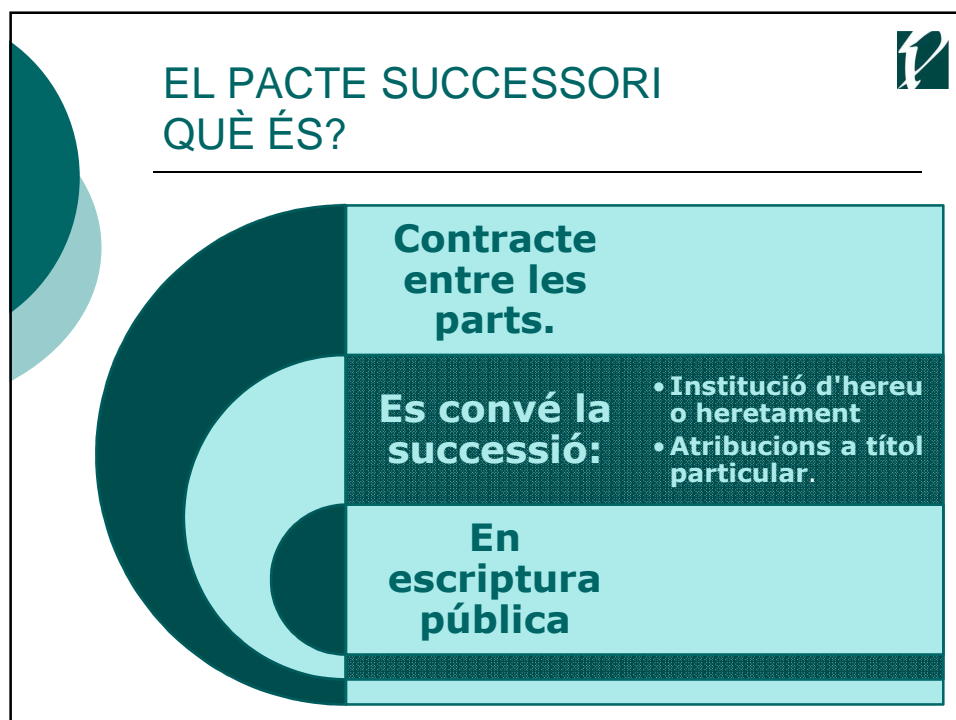 EL PACTE SUCCESSORI
QUÈ ÉS?
Contracte
entre les
parts.
Es convé la
successió:
• Institució d'hereu
o heretament
• Atribucions a títol
particular.
En
escriptura
pública